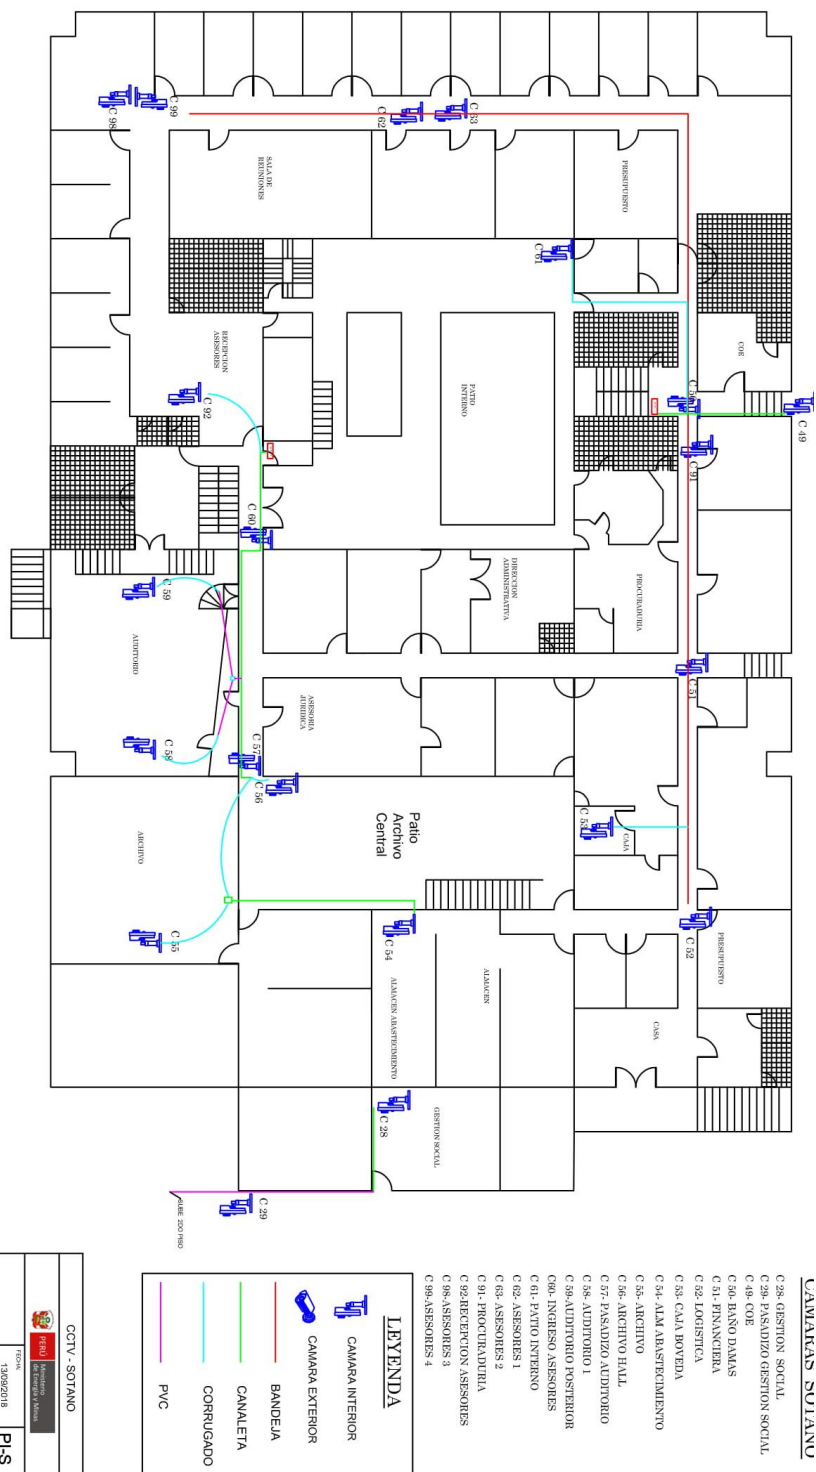 C 98
C 99
C 62
C 63
SALA DE
REUNIONES
PRESUPUESTO
C 61
COE
RECEPCION
ASESORES
C 92
PATIO
INTERNO
C 50
C 49
C 91
C 60
DIRECCION
ADMINISTRATIVA
PROCURADURIA
C 59
AUDITORIO
C 58
C 57
C 56
ASESORIA
JURIDICA
C 51
Patio
Archivo
Central
C 53
CAJA
ARCHIVO
C 55
C 54
ALMACEN ABASTECIMIENTO
ALMACEN
C 52
PRESUPUESTO
CASA
C 28
GESTION SOCIAL
C 29
SUBE 2DO PISO
CAMARAS SOTANO
C 28- GESTION SOCIAL
C 29- PASADIZO GESTION SOCIAL
C 49- COE
C 50- BAÑO DAMAS
C 51- FINANCIERA
C 52- LOGISTICA
C 53- CAJA BOVEDA
C 54- ALM ABASTECIMIENTO
C 55- ARCHIVO
C 56- ARCHIVO HALL
C 57- PASADIZO AUDITORIO
C 58- AUDITORIO 1
C 59-AUDITORIO POSTERIOR
C60- INGRESO ASESORES
C 61- PATIO INTERNO
C 62- ASESORES 1
C 63- ASESORES 2
C 91- PROCURADURIA
C 92-RECEPCION ASESORES
C 98-ASESORES 3
C 99-ASESORES 4
LEYENDA
CAMARA INTERIOR
CAMARA EXTERIOR
BANDEJA
CANALETA
CORRUGADO
PVC
CCTV - SOTANO
PERÚ
Ministerio
de Energía y Minas
FECHA:
13/09/2018
PI-S